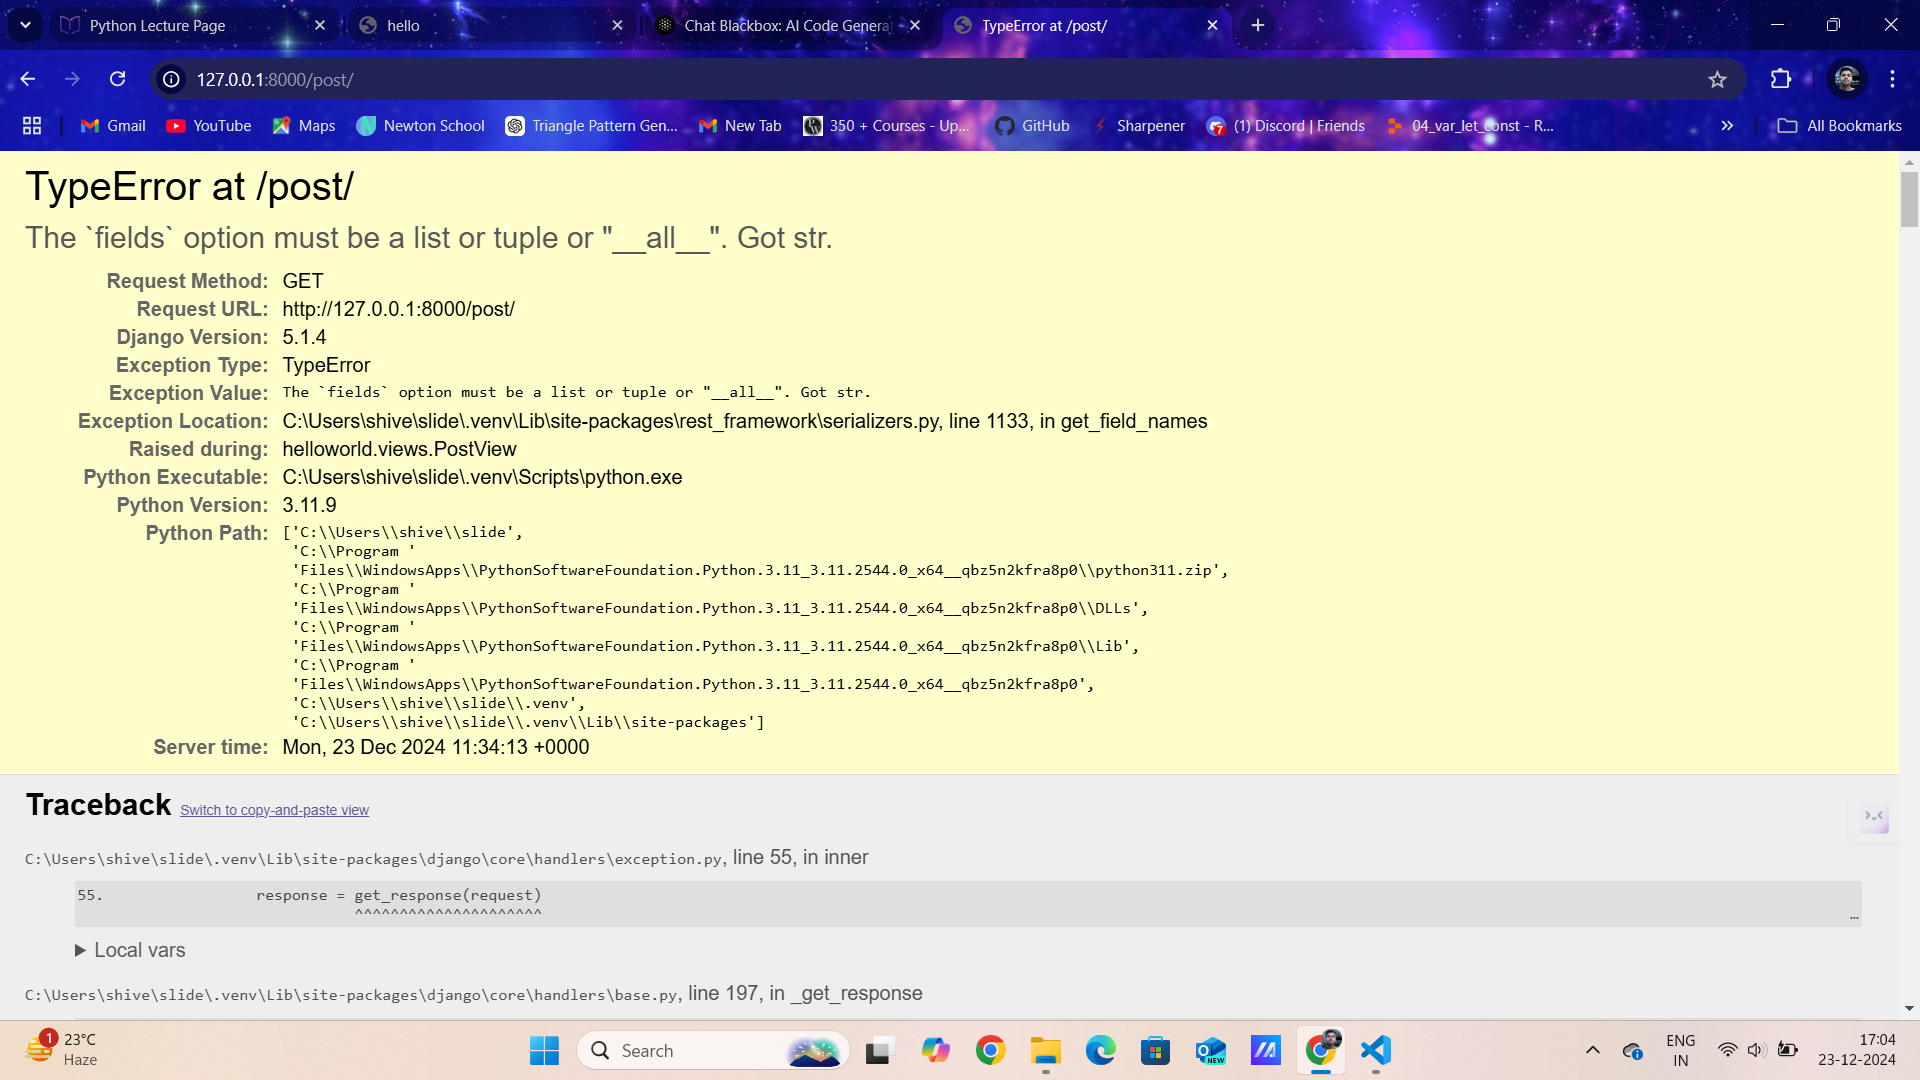 Python Lecture Page
hello
Chat Blackbox: AI Code Genera
TypeError at /post/
127.0.0.1:8000/post/
Gmail
YouTube
Maps
Newton School
Triangle Pattern Gen...
New Tab
350 + Courses - Up...
GitHub
Sharpener
(1) Discord | Friends
04_var_let_const - R...
All Bookmarks
TypeError at /post/
The `fields` option must be a list or tuple or "__all__". Got str.
Request Method: GET
Request URL: http://127.0.0.1:8000/post/
Django Version: 5.1.4
Exception Type: TypeError
Exception Value: The `fields` option must be a list or tuple or "__all__". Got str.
Exception Location: C:\Users\shive\slide\.venv\Lib\site-packages\rest_framework\serializers.py, line 1133, in get_field_names
Raised during: helloworld.views.PostView
Python Executable: C:\Users\shive\slide\.venv\Scripts\python.exe
Python Version: 3.11.9
Python Path: ['C:\\Users\\shive\\slide',
'C:\\Program '
'Files\\WindowsApps\\PythonSoftwareFoundation.Python.3.11_3.11.2544.0_x64__qbz5n2kfra8p0\\python311.zip',
'C:\\Program '
'Files\\WindowsApps\\PythonSoftwareFoundation.Python.3.11_3.11.2544.0_x64__qbz5n2kfra8p0\\DLLs',
'C:\\Program '
'Files\\WindowsApps\\PythonSoftwareFoundation.Python.3.11_3.11.2544.0_x64__qbz5n2kfra8p0\\Lib',
'C:\\Program '
'Files\\WindowsApps\\PythonSoftwareFoundation.Python.3.11_3.11.2544.0_x64__qbz5n2kfra8p0',
'C:\\Users\\shive\\slide\\.venv',
'C:\\Users\\shive\\slide\\.venv\\Lib\\site-packages']
Server time: Mon, 23 Dec 2024 11:34:13 +0000
Traceback Switch to copy-and-paste view
C:\Users\shive\slide\.venv\Lib\site-packages\django\core\handlers\exception.py, line 55, in inner
55. response = get_response(request)
^^^^^^^^^^^^^^^^^^^^^
…
▶ Local vars
C:\Users\shive\slide\.venv\Lib\site-packages\django\core\handlers\base.py, line 197, in _get_response
1
23°C
Haze
Search
NEW
ENG
IN
17:04
23-12-2024